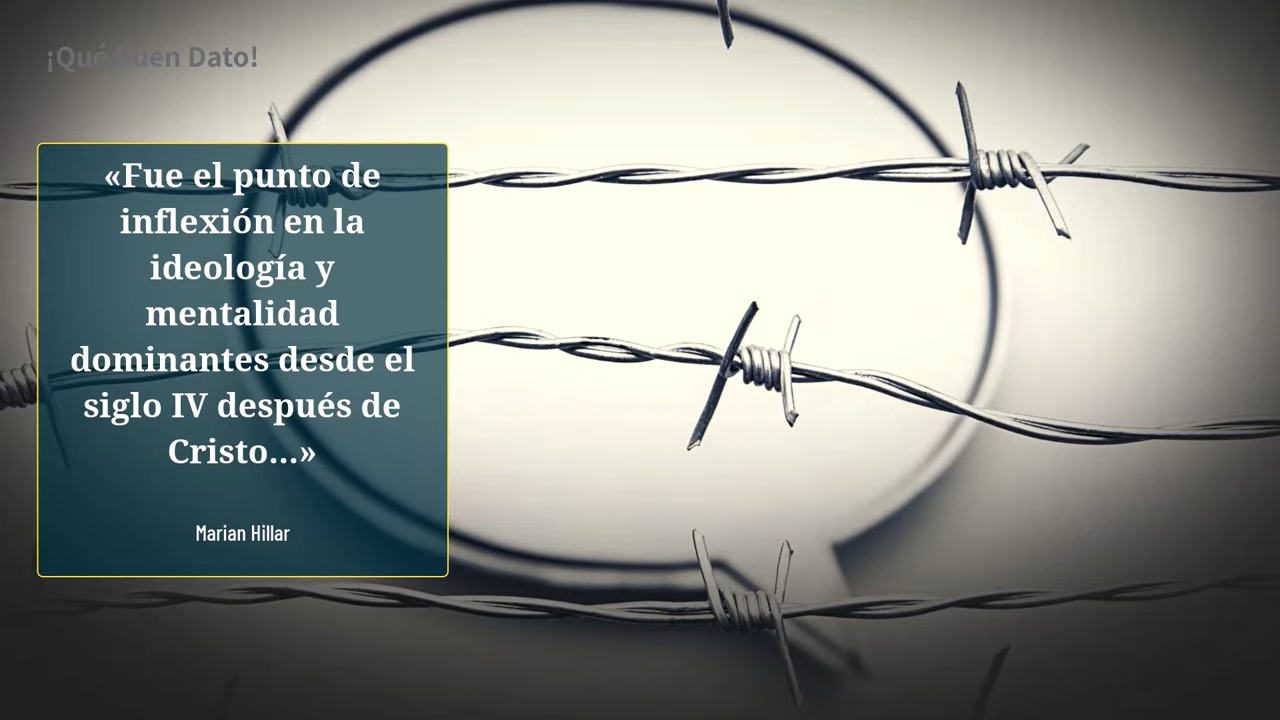 ¡Qué Buen Dato!
«Fue el punto de
inflexión en la
ideología y
mentalidad
dominantes desde el
siglo IV después de
Cristo...»
Marian Hillar